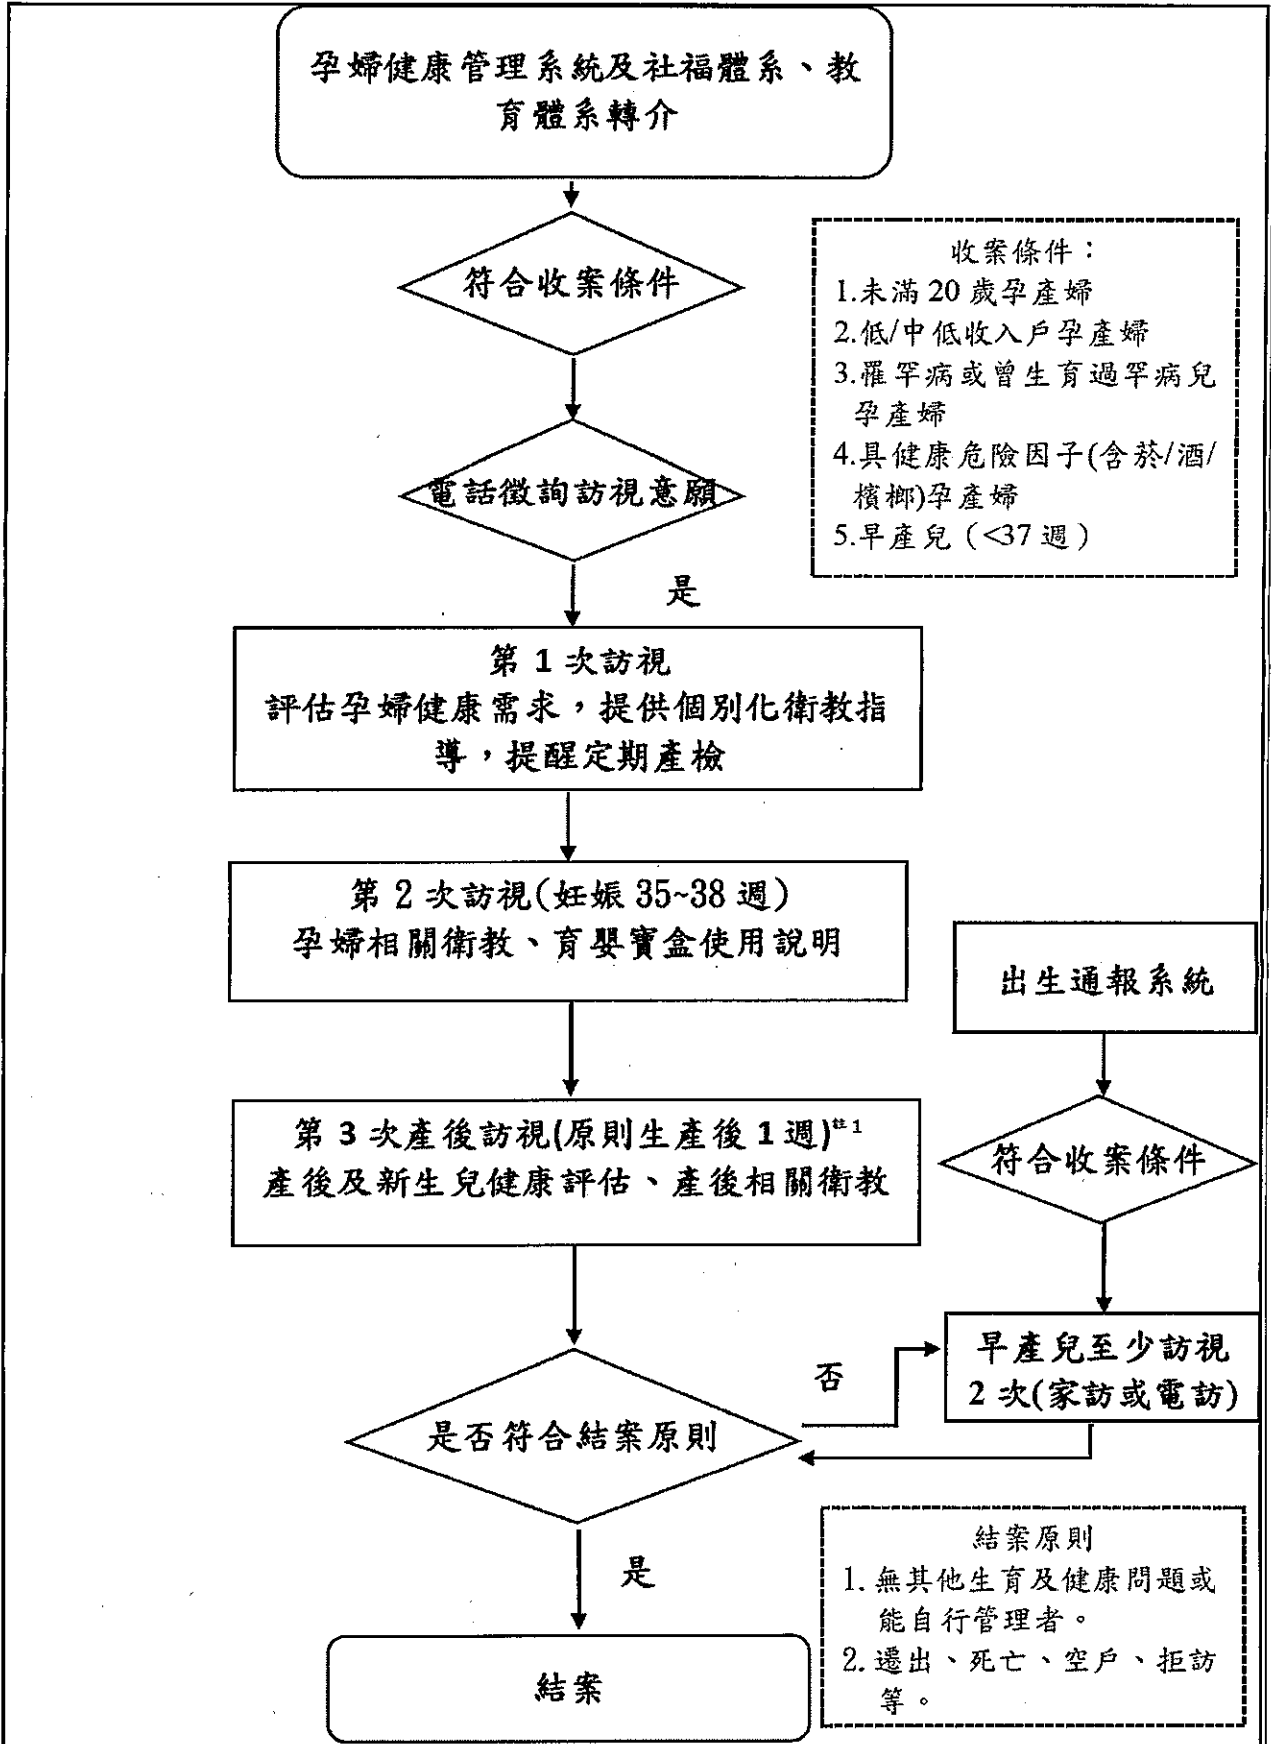 孕婦健康管理系統及社福體系、教
育體系轉介
符合收案條件
收案條件：
1.未滿 20 歲孕產婦
2.低/中低收入戶孕產婦
3.罹罕病或曾生育過罕病兒
孕產婦
4.具健康危險因子(含菸/酒/
檳榔)孕產婦
5.早產兒（<37 週）
電話徵詢訪視意願
是
第 1 次訪視
評估孕婦健康需求，提供個別化衛教指
導，提醒定期產檢
第 2 次訪視(妊娠 35~38 週)
孕婦相關衛教、育嬰寶盒使用說明
出生通報系統
第 3 次產後訪視(原則生產後 1 週)註1
產後及新生兒健康評估、產後相關衛教
符合收案條件
早產兒至少訪視
2 次(家訪或電訪)
否
是否符合結案原則
是
結案原則
1. 無其他生育及健康問題或
能自行管理者。
2. 遷出、死亡、空戶、拒訪
等。
結案